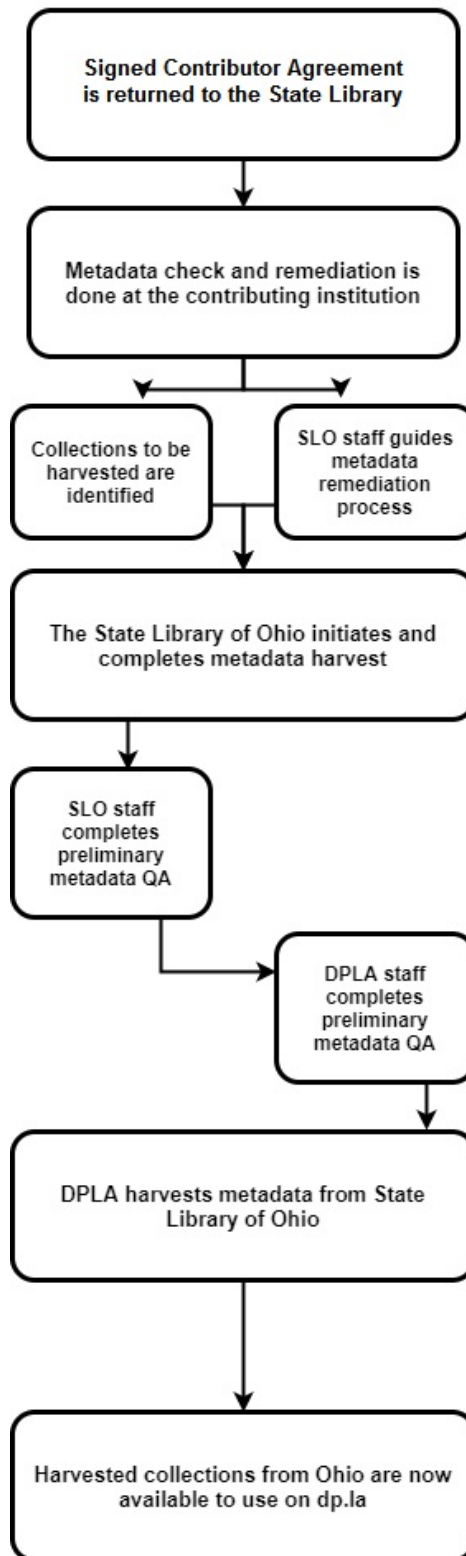 Signed Contributor Agreement
is returned to the State Library
Metadata check and remediation is
done at the contributing institution
Collections to be
harvested are
identified
SLO staff guides
metadata
remediation
process
The State Library of Ohio initiates and
completes metadata harvest
SLO staff
completes
preliminary
metadata QA
DPLA staff
completes
preliminary
metadata QA
DPLA harvests metadata from State
Library of Ohio
Harvested collections from Ohio are now
available to use on dp.la